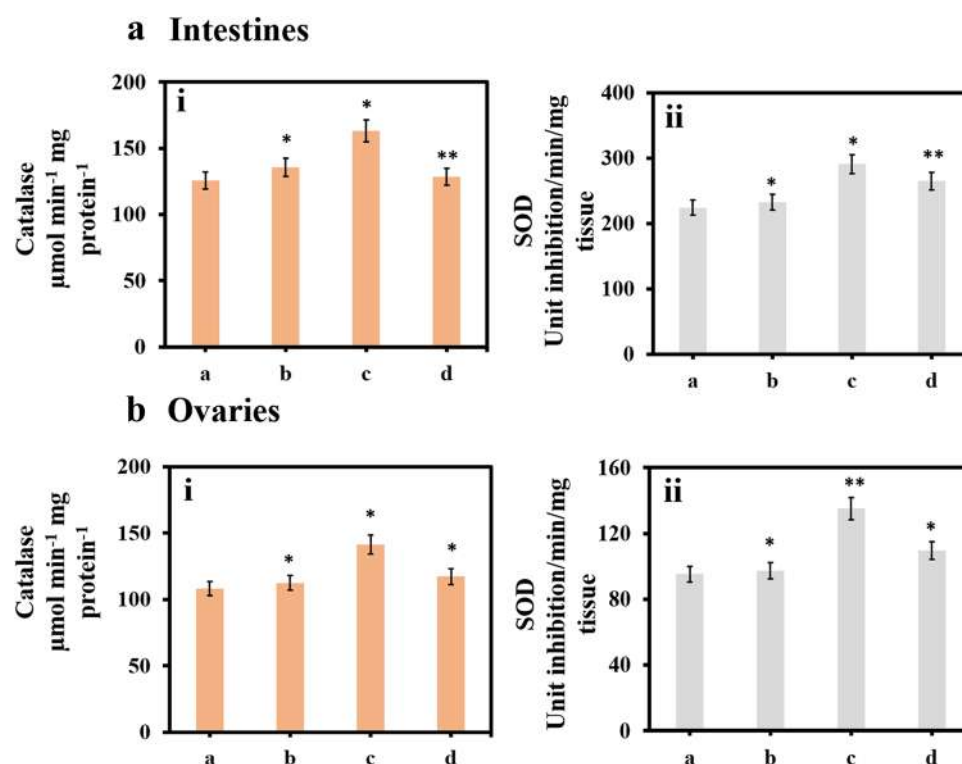 a Intestines
i
Catalase
µmol min⁻¹ mg
protein⁻¹
200
150
100
50
0
*
*
**
a b c d
ii
SOD
Unit inhibition/min/mg
tissue
400
300
200
100
0
*
*
**
a b c d
b Ovaries
i
Catalase
µmol min⁻¹ mg
protein⁻¹
200
150
100
50
0
*
*
*
a b c d
ii
SOD
Unit inhibition/min/mg
tissue
160
120
80
40
0
*
**
*
a b c d